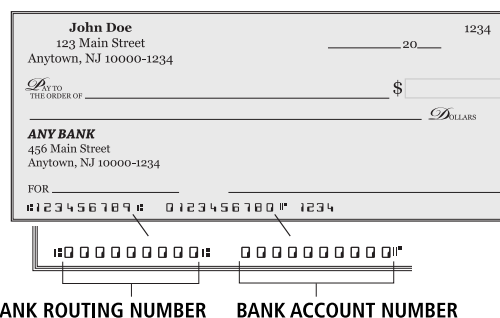 John Doe 1234
123 Main Street 20
Anytown, NJ 10000-1234
PAY TO
THE ORDER OF $
DOLLARS
ANY BANK
456 Main Street
Anytown, NJ 10000-1234
FOR
⑆123456789⑆ 0123456780⑈ 1234
⑆000000000⑆ 0000000000⑈
ANK ROUTING NUMBER BANK ACCOUNT NUMBER